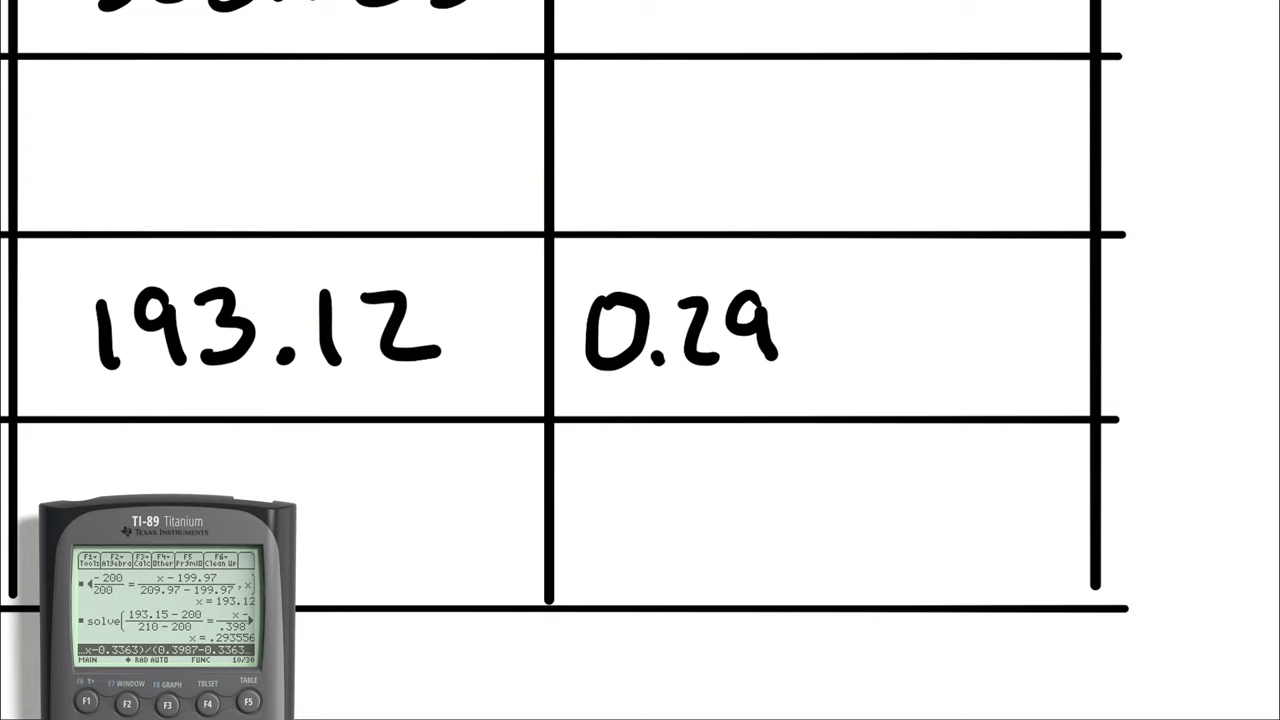 193.12 0.29
TI-89 Titanium
TEXAS INSTRUMENTS
F1 F2 F3 F4 F5 F6
Tools Algebra Calc Other PrgmIO Clean Up
-200/200 = x-199.97/209.97-199.97, x
x = 193.12
solve(193.15-200/210-200 = x-/.398
x = .293556
…x-0.3363)/(0.3987-0.3363…
MAIN RAD AUTO FUNC 10/30
F6 Y= F7 WINDOW F8 GRAPH TBLSET TABLE
F1 F2 F3 F4 F5